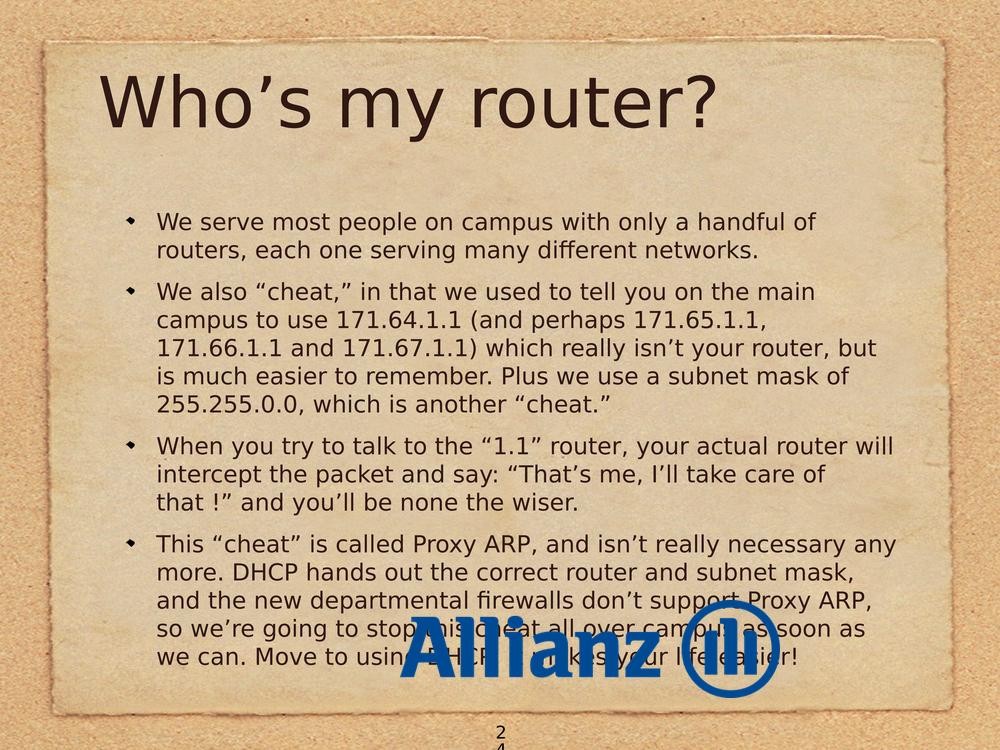 Who’s my router?
We serve most people on campus with only a handful of
routers, each one serving many different networks.
We also “cheat,” in that we used to tell you on the main
campus to use 171.64.1.1 (and perhaps 171.65.1.1,
171.66.1.1 and 171.67.1.1) which really isn’t your router, but
is much easier to remember. Plus we use a subnet mask of
255.255.0.0, which is another “cheat.”
When you try to talk to the “1.1” router, your actual router will
intercept the packet and say: “That’s me, I’ll take care of
that !” and you’ll be none the wiser.
This “cheat” is called Proxy ARP, and isn’t really necessary any
more. DHCP hands out the correct router and subnet mask,
and the new departmental firewalls don’t support Proxy ARP,
so we’re going to stop this cheat all over campus as soon as
we can. Move to using DHCP makes your life easier!
Allianz
24